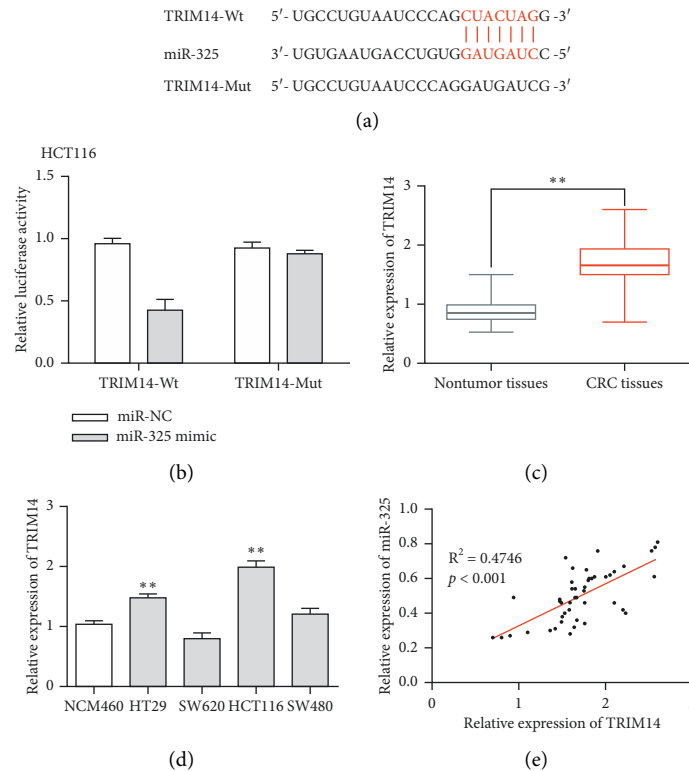 TRIM14-Wt 5′- UGCCUGUAAUCCCAGCUACUAGG -3′
miR-325 3′- UGUGAAUGACCUGUGGAUGAUCC -5′
TRIM14-Mut 5′- UGCCUGUAAUCCCAGGAUGAUCG -3′
(a)
HCT116
Relative luciferase activity
1.5
1.0
0.5
0.0
TRIM14-Wt TRIM14-Mut
miR-NC
miR-325 mimic
(b)
Relative expression of TRIM14
3
2
1
0
**
Nontumor tissues CRC tissues
(c)
Relative expression of TRIM14
3
2
1
0
** **
NCM460 HT29 SW620 HCT116 SW480
(d)
Relative expression of miR-325
1.0
0.8
0.6
0.4
0.2
0.0
R² = 0.4746
p < 0.001
0 1 2 3
Relative expression of TRIM14
(e)